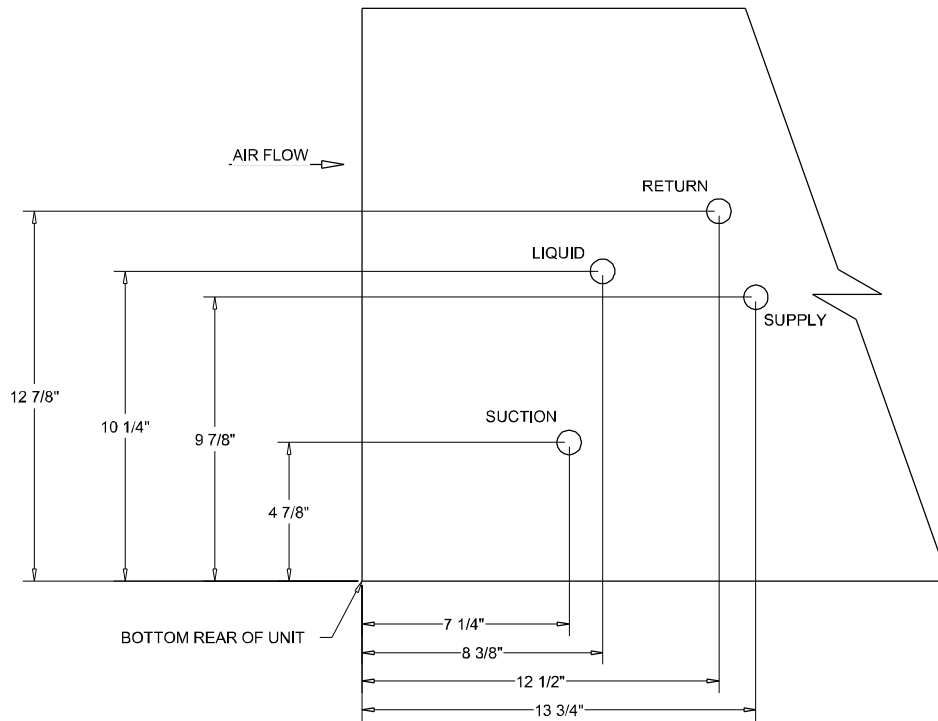 AIR FLOW
RETURN
LIQUID
SUPPLY
12 7/8"
SUCTION
10 1/4"
9 7/8"
4 7/8"
7 1/4"
BOTTOM REAR OF UNIT
8 3/8"
12 1/2"
13 3/4"